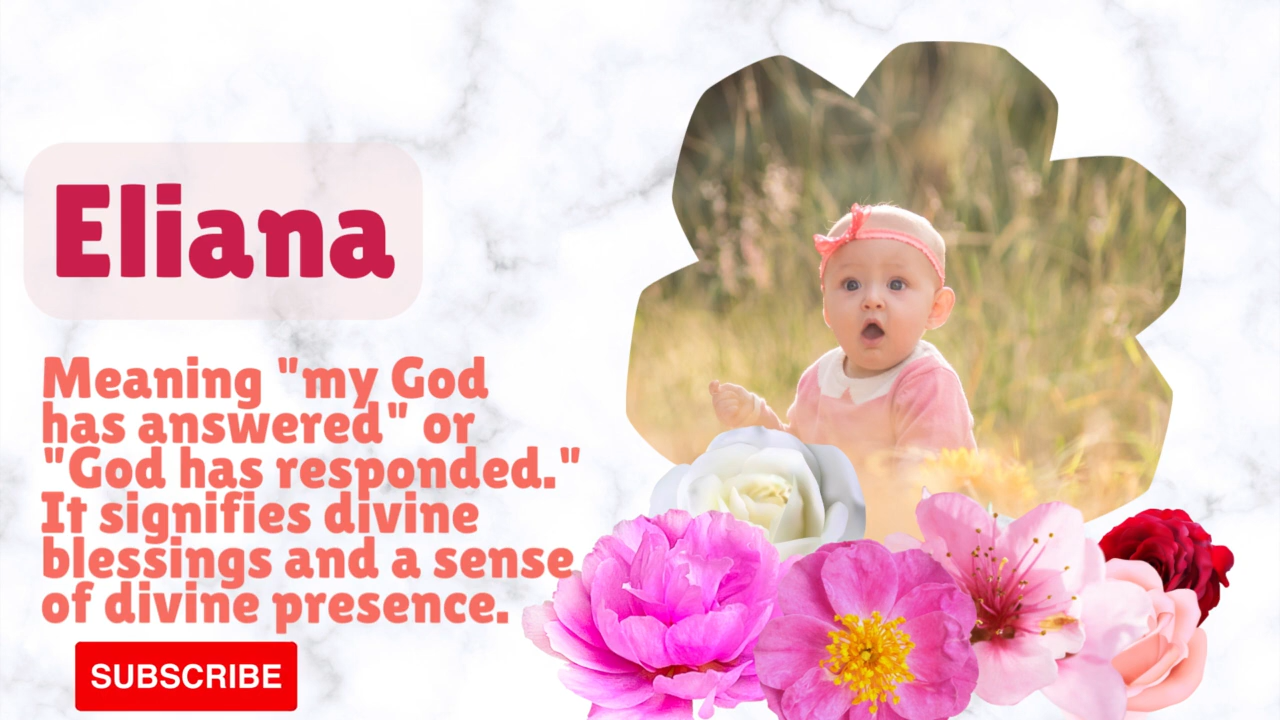 Eliana
Meaning "my God
has answered" or
"God has responded."
It signifies divine
blessings and a sense
of divine presence.
SUBSCRIBE